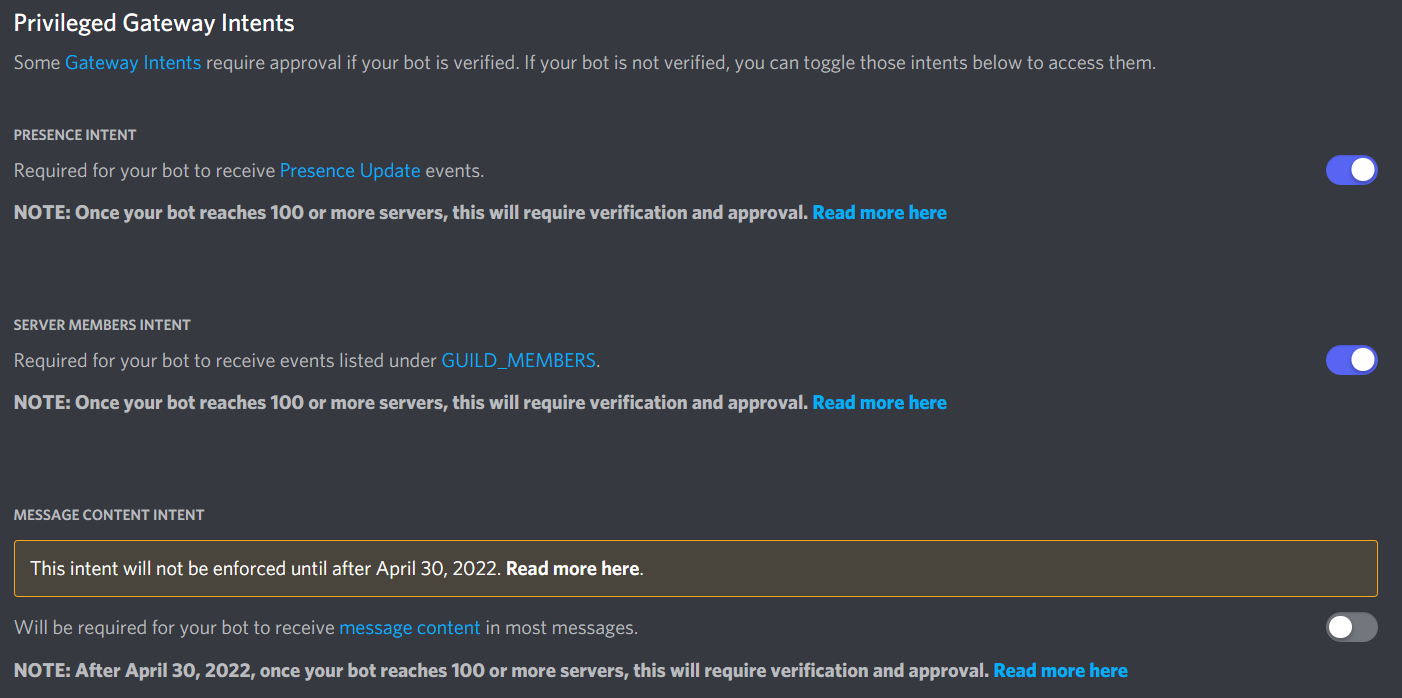 Privileged Gateway Intents
Some Gateway Intents require approval if your bot is verified. If your bot is not verified, you can toggle those intents below to access them.
PRESENCE INTENT
Required for your bot to receive Presence Update events.
NOTE: Once your bot reaches 100 or more servers, this will require verification and approval. Read more here
SERVER MEMBERS INTENT
Required for your bot to receive events listed under GUILD_MEMBERS.
NOTE: Once your bot reaches 100 or more servers, this will require verification and approval. Read more here
MESSAGE CONTENT INTENT
This intent will not be enforced until after April 30, 2022. Read more here.
Will be required for your bot to receive message content in most messages.
NOTE: After April 30, 2022, once your bot reaches 100 or more servers, this will require verification and approval. Read more here